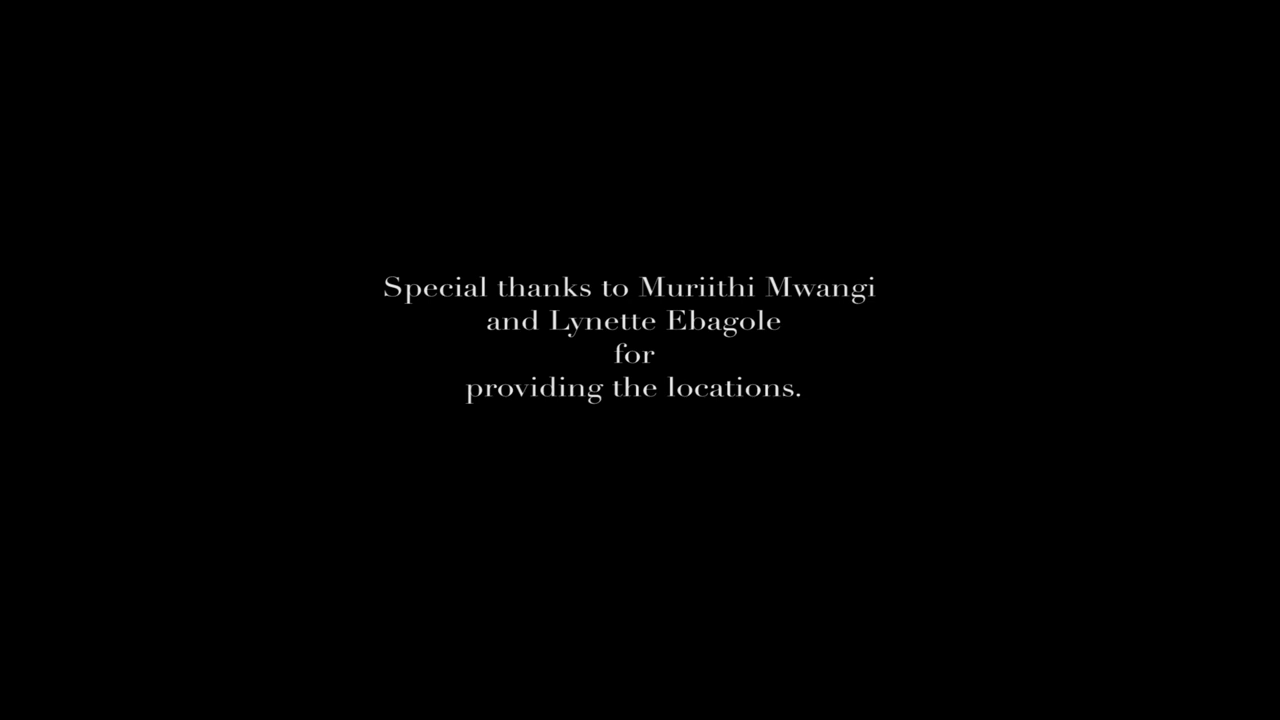 Special thanks to Muriithi Mwangi
and Lynette Ebagole
for
providing the locations.